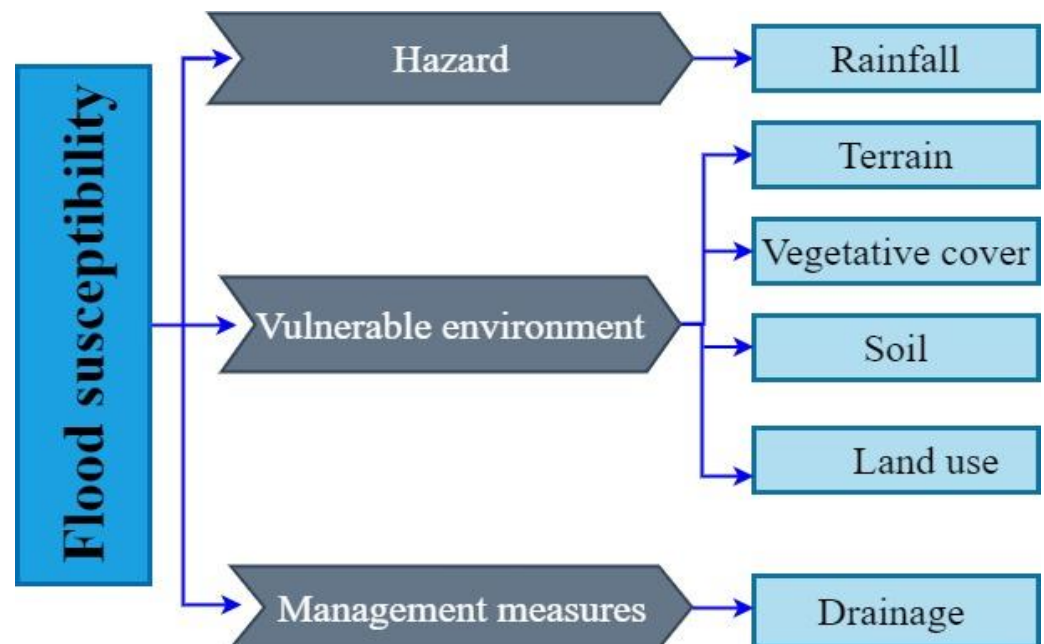 Flood susceptibility
Hazard
Rainfall
Terrain
Vegetative cover
Vulnerable environment
Soil
Land use
Management measures
Drainage